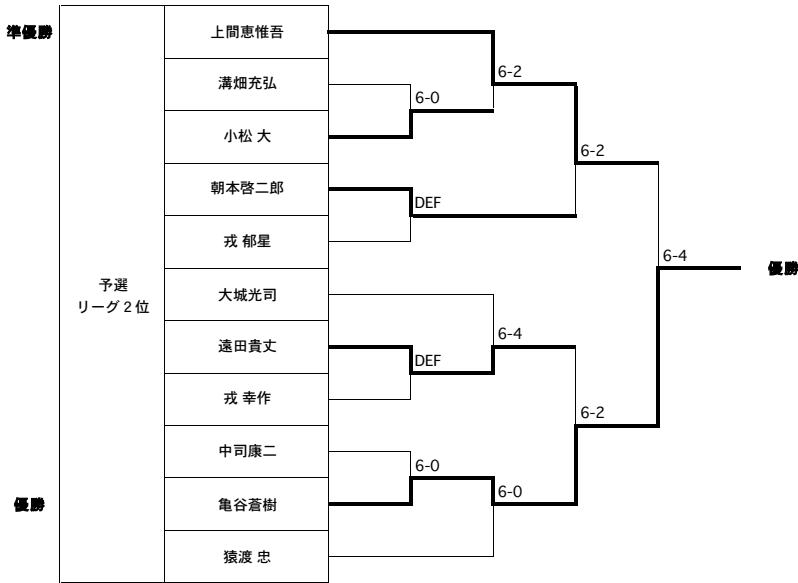 準優勝
上間恵惟吾
溝畑充弘
小松 大
朝本啓二郎
戎 郁星
予選
リーグ2位
大城光司
遠田貴丈
戎 幸作
中司康二
優勝
亀谷蒼樹
猿渡 忠
6-0
DEF
DEF
6-0
6-2
6-4
6-0
6-2
6-2
6-4
優勝